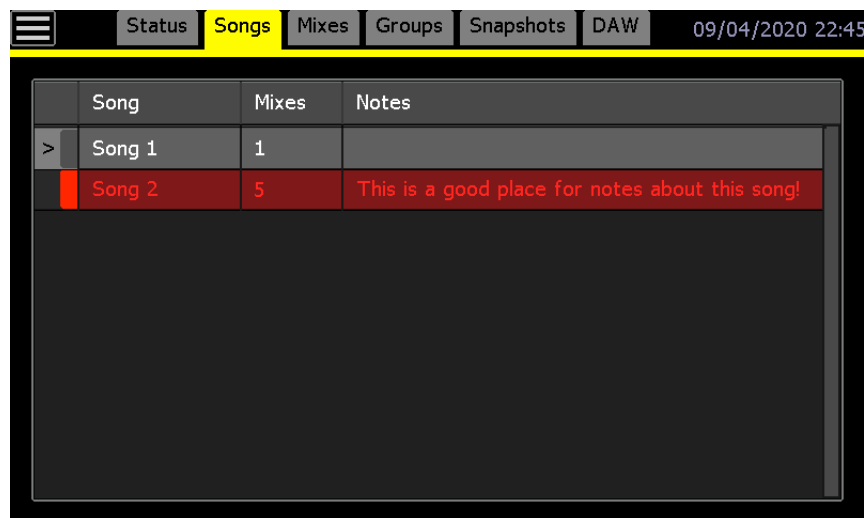 Status Songs Mixes Groups Snapshots DAW 09/04/2020 22:45
Song Mixes Notes
> Song 1 1
Song 2 5 This is a good place for notes about this song!